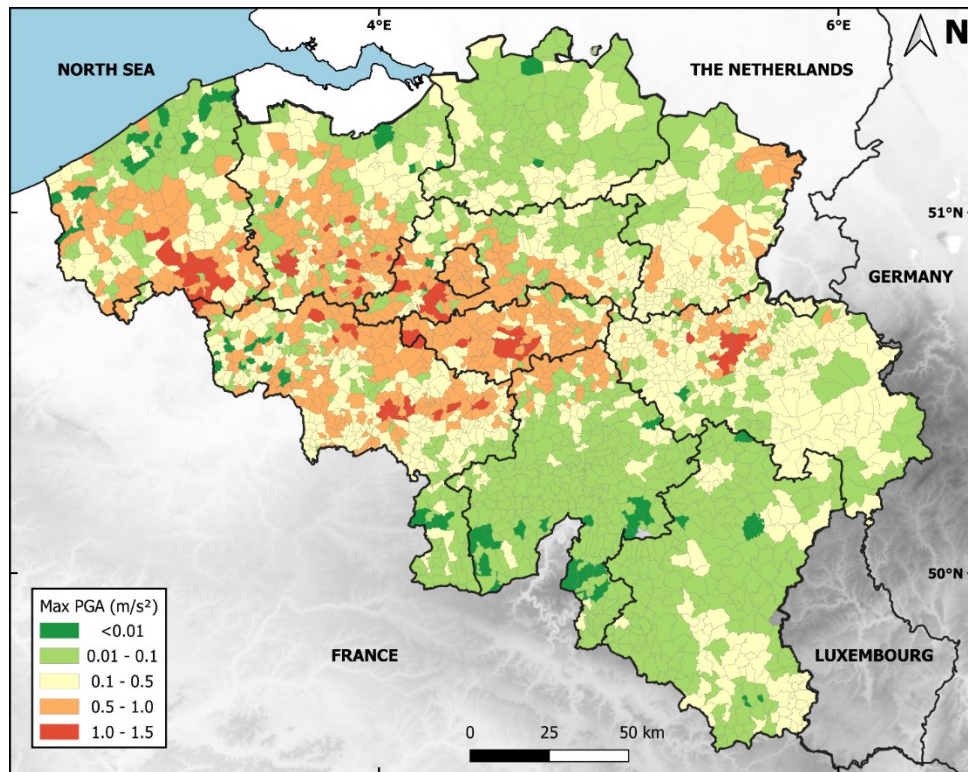 4°E
6°E
N
NORTH SEA
THE NETHERLANDS
51°N
GERMANY
50°N
Max PGA (m/s²)
<0.01
0.01 - 0.1
0.1 - 0.5
0.5 - 1.0
1.0 - 1.5
FRANCE
LUXEMBOURG
0 25 50 km